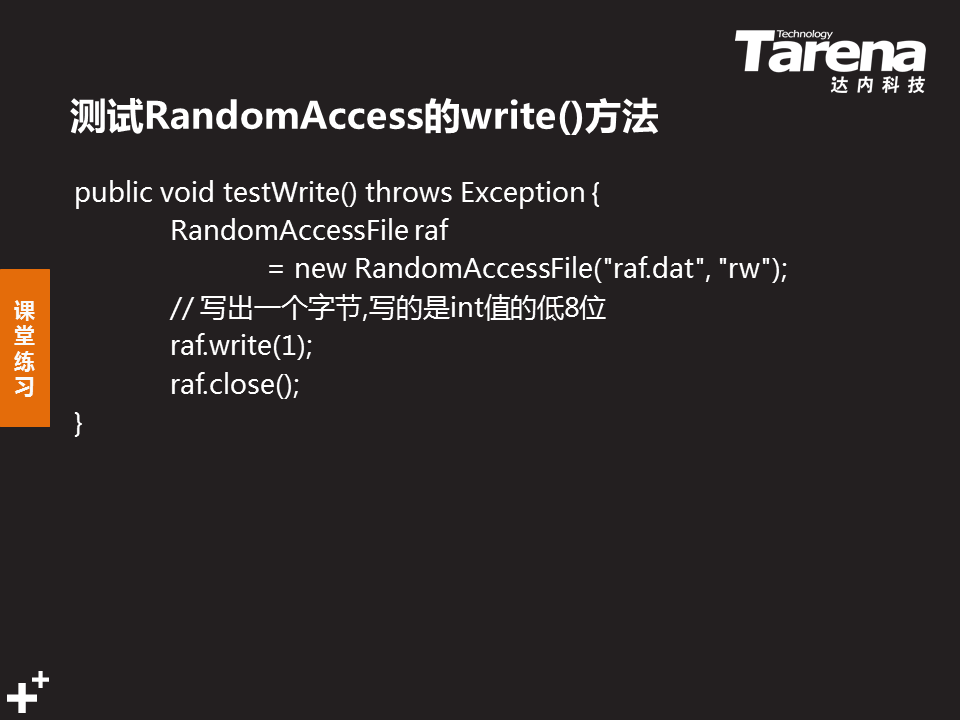 Technology
Tarena
达内科技
测试RandomAccess的write()方法
public void testWrite() throws Exception {
RandomAccessFile raf
= new RandomAccessFile("raf.dat", "rw");
// 写出一个字节,写的是int值的低8位
raf.write(1);
raf.close();
}
课
堂
练
习